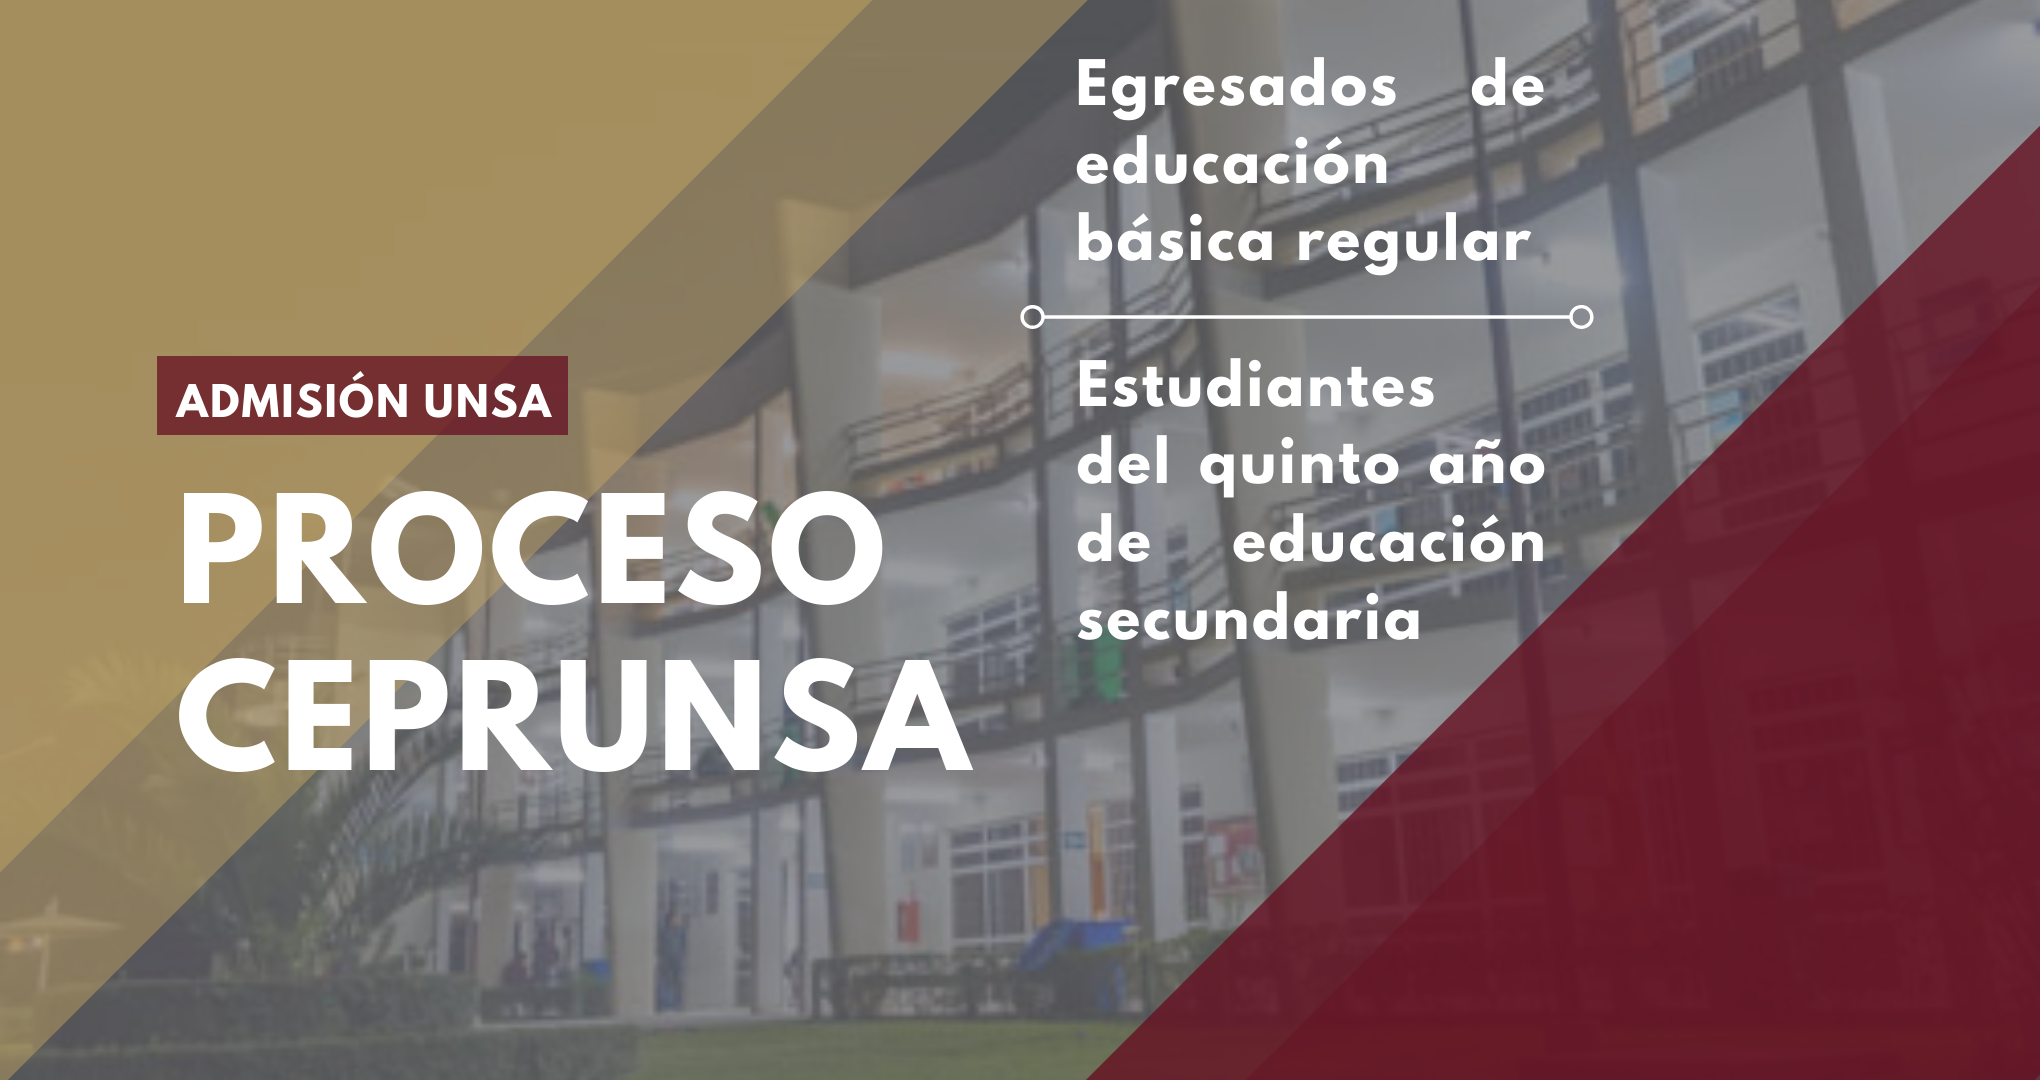 ADMISIÓN UNSA
PROCESO
CEPRUNSA
Egresados de
educación
básica regular
Estudiantes
del quinto año
de educación
secundaria